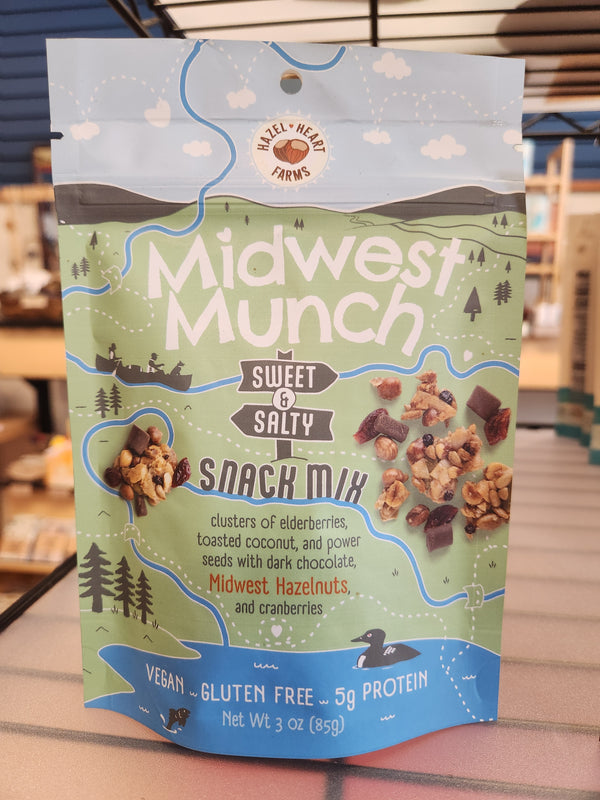 HAZEL ♥ HEART
FARMS
Midwest
Munch
SWEET
&
SALTY
SNACK MIX
clusters of elderberries,
toasted coconut, and power
seeds with dark chocolate,
Midwest Hazelnuts,
and cranberries
VEGAN ~ GLUTEN FREE ~ 5g PROTEIN
Net Wt 3 oz (85g)